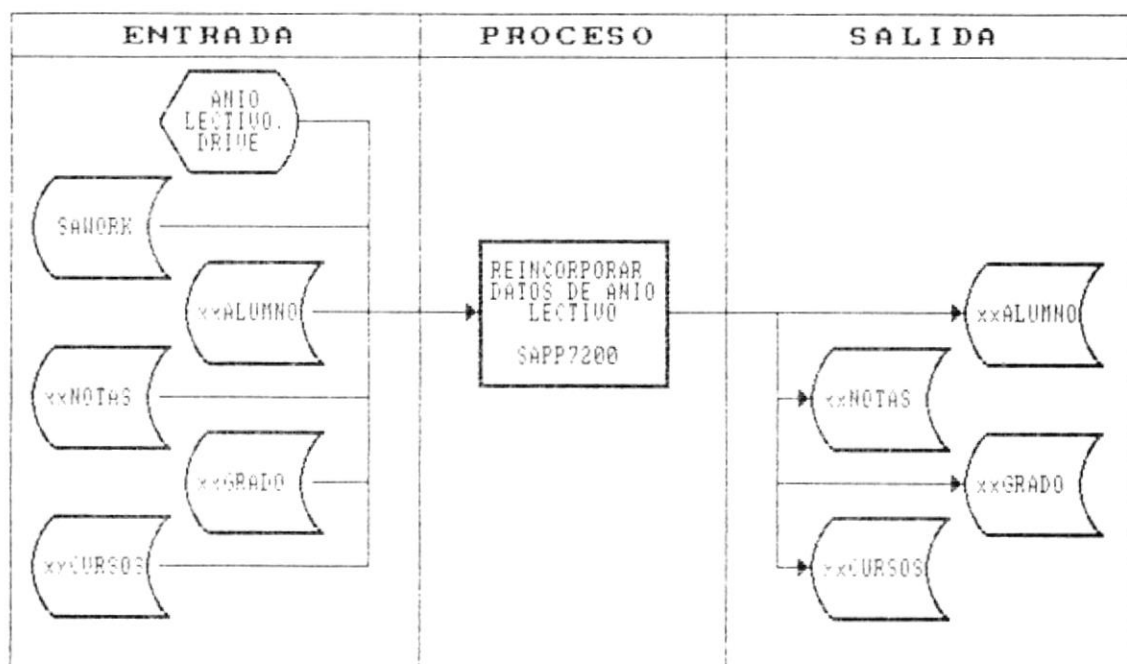 ENTRADA
PROCESO
SALIDA
ANIO
LECTIVO.
DRIVE
SAWORK
xxALUMNO
xxNOTAS
xxGRADO
xxCURSOS
REINCORPORAR
DATOS DE ANIO
LECTIVO
SAPP7200
xxALUMNO
xxNOTAS
xxGRADO
xxCURSOS